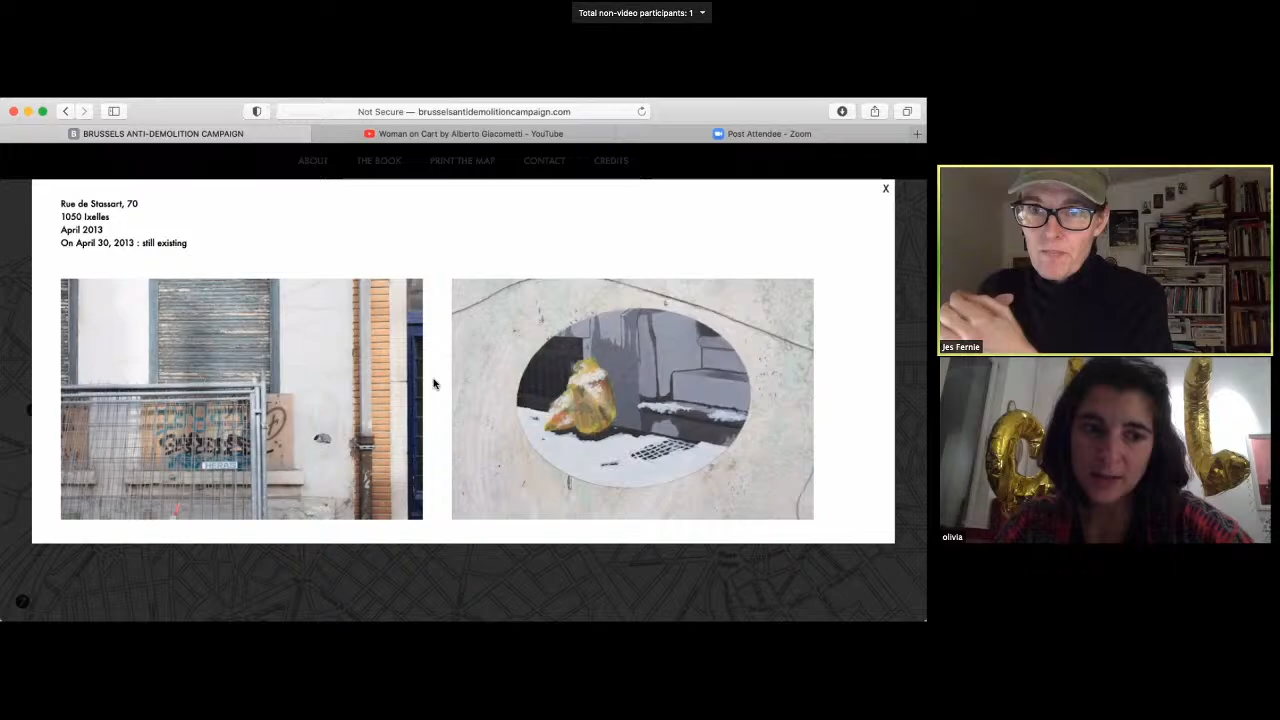 Total non-video participants: 1
Not Secure — brusselsantidemolitioncampaign.com
BRUSSELS ANTI-DEMOLITION CAMPAIGN
Woman on Cart by Alberto Giacometti - YouTube
Post Attendee - Zoom
ABOUT
THE BOOK
PRINT THE MAP
CONTACT
CREDITS
X
Rue de Stassart, 70
1050 Ixelles
April 2013
On April 30, 2013 : still existing
HERAS
Jes Fernie
olivia